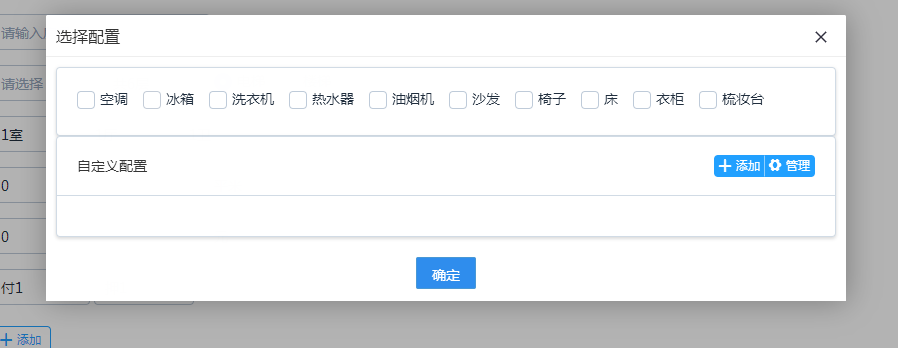 选择配置
请输入
空调 冰箱 洗衣机 热水器 油烟机 沙发 椅子 床 衣柜 梳妆台
请选择
1室
自定义配置 添加 管理
0
0
确定
付1
添加